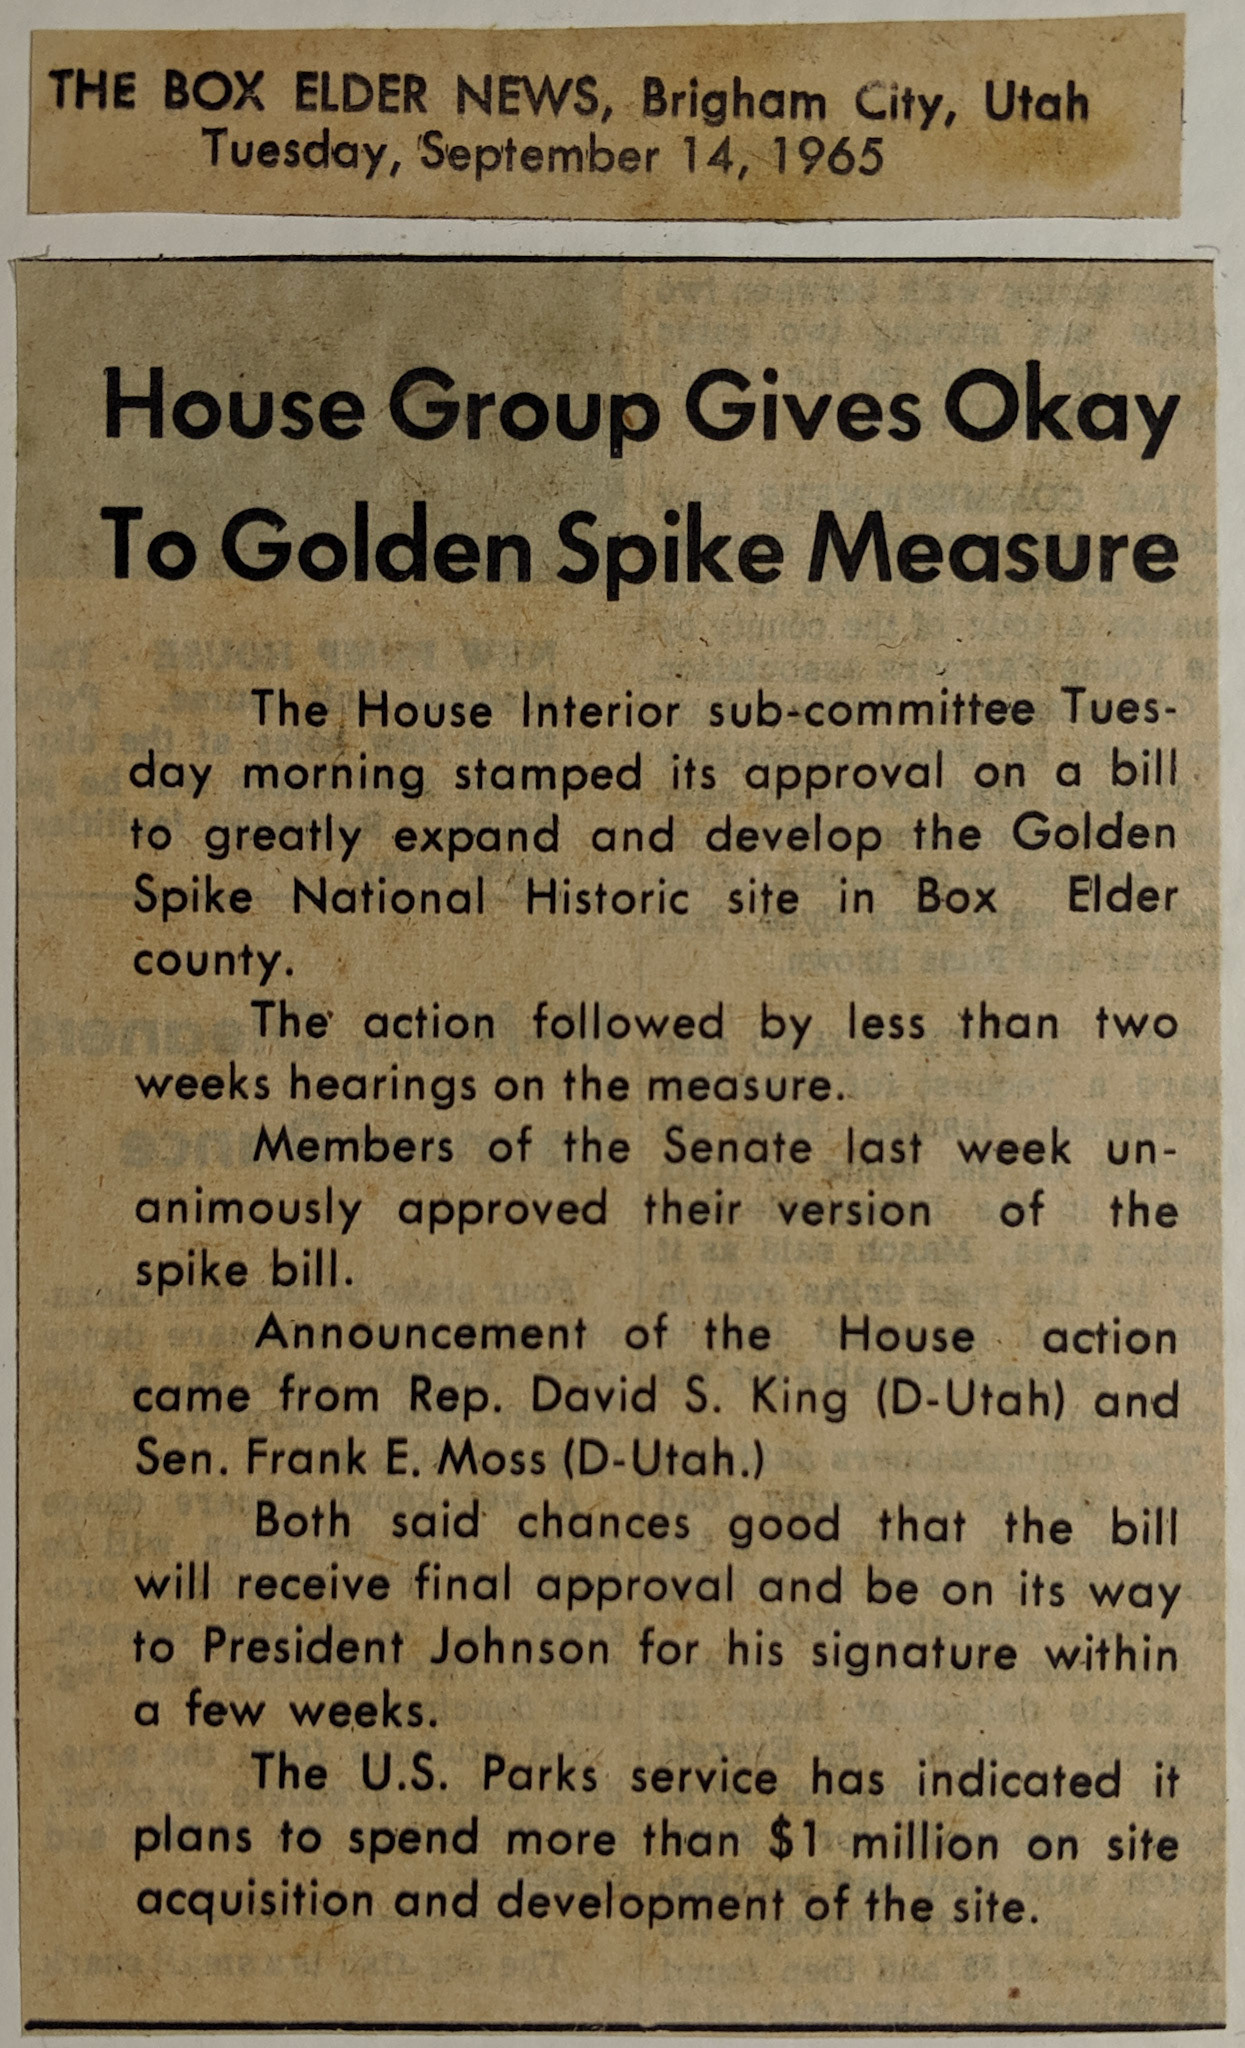 THE BOX ELDER NEWS, Brigham City, Utah
Tuesday, September 14, 1965
House Group Gives Okay
To Golden Spike Measure
The House Interior sub-committee Tues-
day morning stamped its approval on a bill
to greatly expand and develop the Golden
Spike National Historic site in Box Elder
county.
The action followed by less than two
weeks hearings on the measure.
Members of the Senate last week un-
animously approved their version of the
spike bill.
Announcement of the House action
came from Rep. David S. King (D-Utah) and
Sen. Frank E. Moss (D-Utah.)
Both said chances good that the bill
will receive final approval and be on its way
to President Johnson for his signature within
a few weeks.
The U.S. Parks service has indicated it
plans to spend more than $1 million on site
acquisition and development of the site.